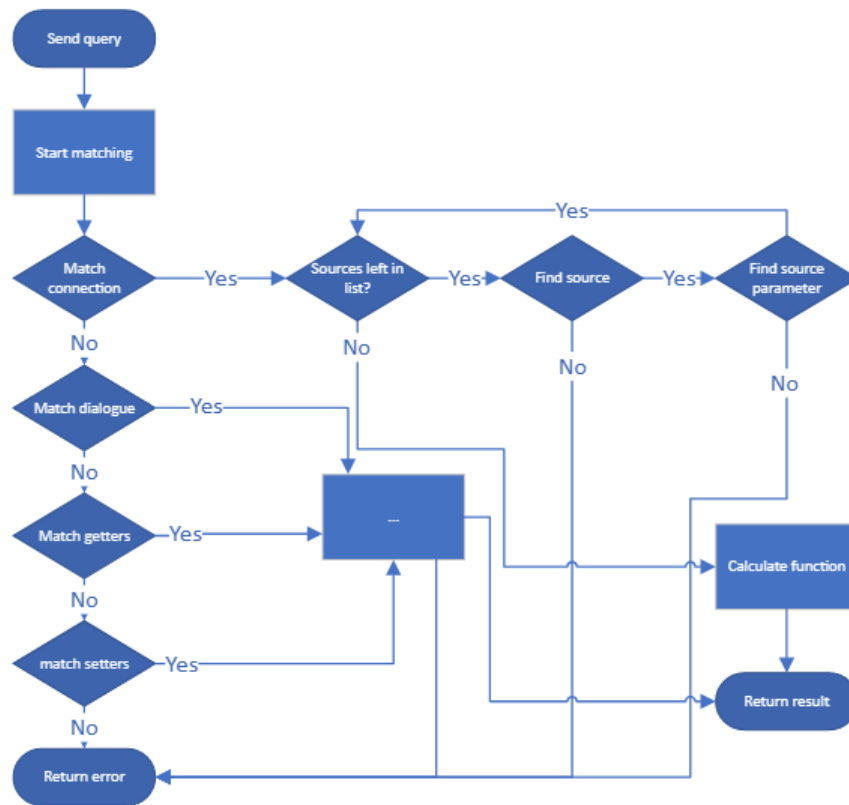 Send query
Start matching
Yes
Match
connection
Yes
Sources left in
list?
Yes
Find source
Yes
Find source
parameter
No
No
No
No
Match dialogue
Yes
No
Match getters
Yes
---
Calculate function
No
match setters
Yes
No
Return result
Return error